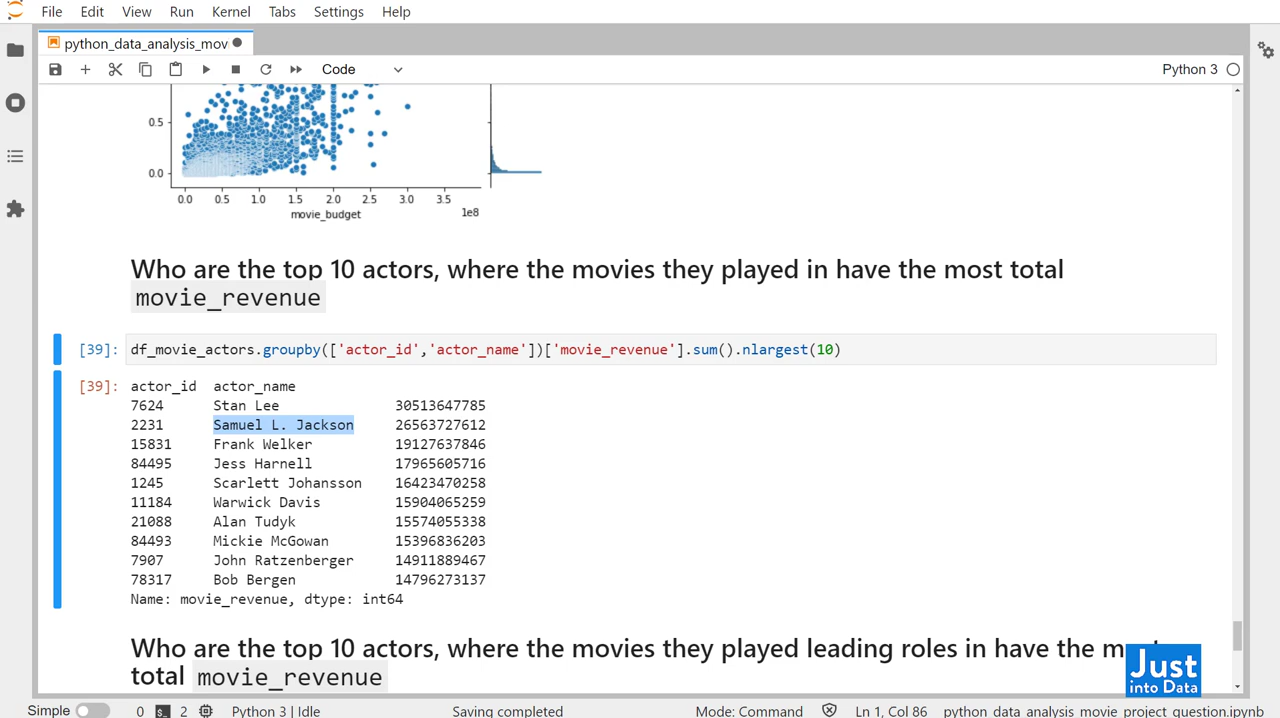 File Edit View Run Kernel Tabs Settings Help
python_data_analysis_mov
Code
Python 3
0.5
0.0
0.0 0.5 1.0 1.5 2.0 2.5 3.0 3.5
movie_budget 1e8
Who are the top 10 actors, where the movies they played in have the most total
movie_revenue
[39]: df_movie_actors.groupby(['actor_id','actor_name'])['movie_revenue'].sum().nlargest(10)
[39]: actor_id actor_name
7624 Stan Lee 30513647785
2231 Samuel L. Jackson 26563727612
15831 Frank Welker 19127637846
84495 Jess Harnell 17965605716
1245 Scarlett Johansson 16423470258
11184 Warwick Davis 15904065259
21088 Alan Tudyk 15574055338
84493 Mickie McGowan 15396836203
7907 John Ratzenberger 14911889467
78317 Bob Bergen 14796273137
Name: movie_revenue, dtype: int64
Who are the top 10 actors, where the movies they played leading roles in have the m
total movie_revenue
Just
into Data
Simple 0 $_ 2 Python 3 | Idle Saving completed Mode: Command Ln 1, Col 86 python_data_analysis_movie_project_question.ipynb